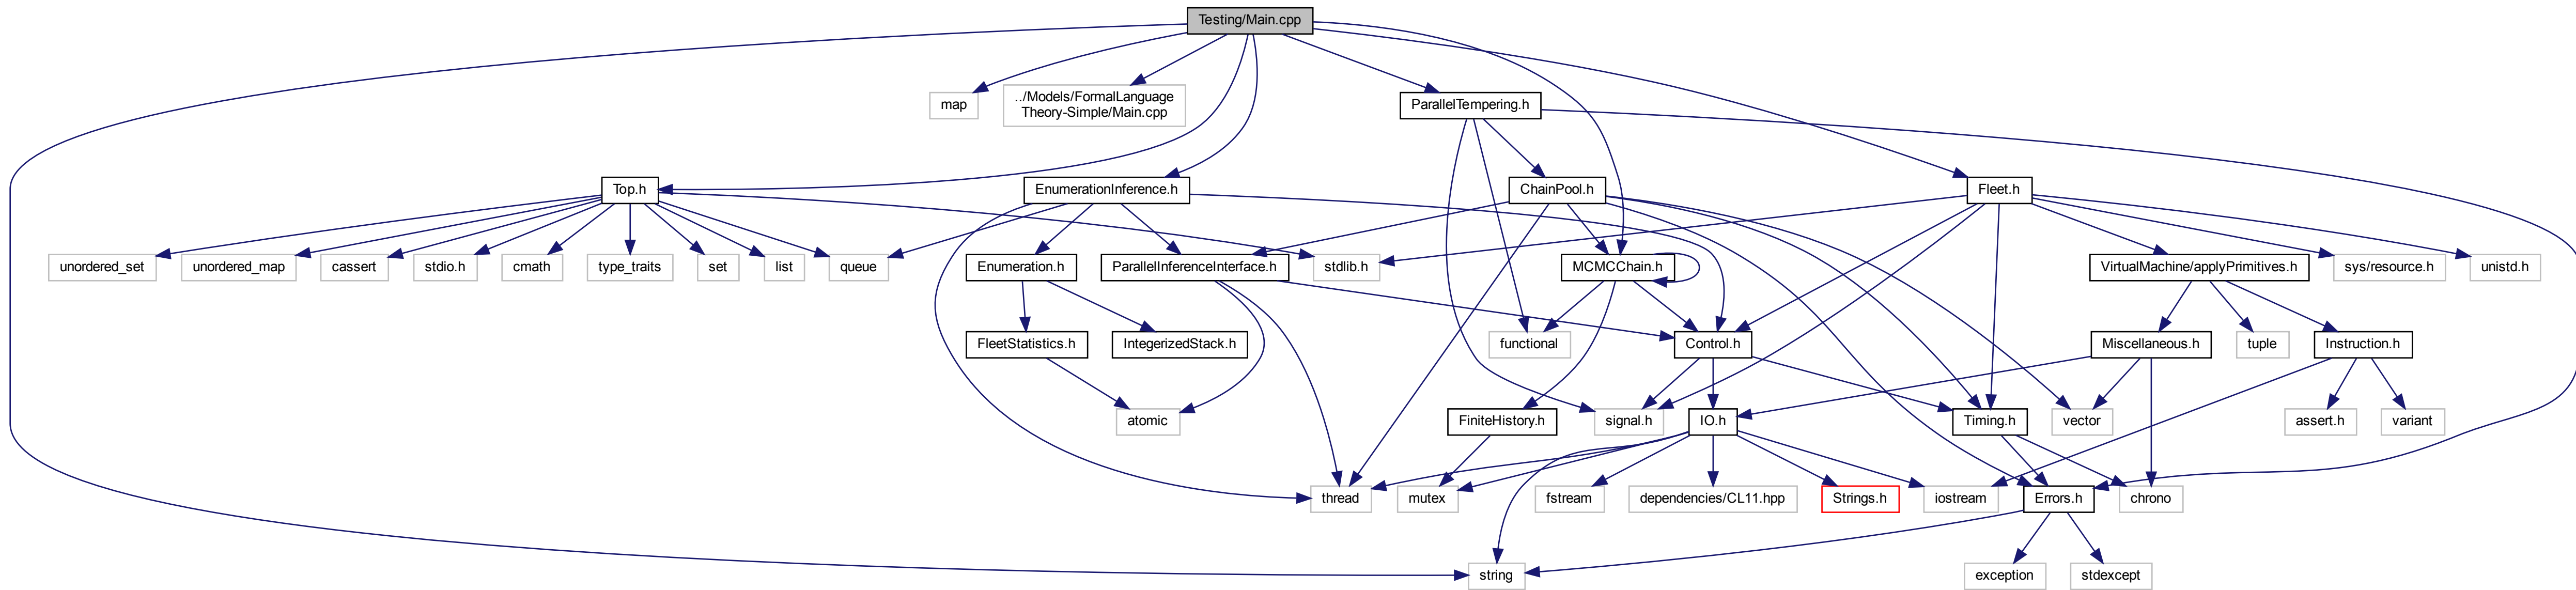 Testing/Main.cpp
map
../Models/FormalLanguage
Theory-Simple/Main.cpp
ParallelTempering.h
Top.h
EnumerationInference.h
ChainPool.h
Fleet.h
unordered_set
unordered_map
cassert
stdio.h
cmath
type_traits
set
list
queue
Enumeration.h
ParallelInferenceInterface.h
stdlib.h
MCMCChain.h
VirtualMachine/applyPrimitives.h
sys/resource.h
unistd.h
FleetStatistics.h
IntegerizedStack.h
functional
Control.h
Miscellaneous.h
tuple
Instruction.h
atomic
FiniteHistory.h
signal.h
IO.h
Timing.h
vector
assert.h
variant
thread
mutex
fstream
dependencies/CL11.hpp
Strings.h
iostream
Errors.h
chrono
string
exception
stdexcept